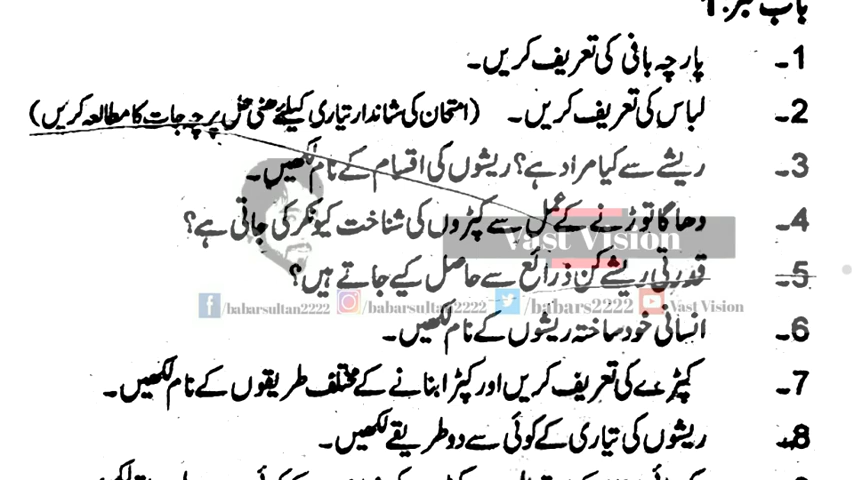 باب نمبر: 1
1۔ پارچہ بافی کی تعریف کریں۔
2۔ لباس کی تعریف کریں۔ (امتحان کی شاندار تیاری کیلئے ضمنی حل پرچہ جات کا مطالعہ کریں)
3۔ ریشے سے کیا مراد ہے؟ ریشوں کی اقسام کے نام لکھیں۔
4۔ دھاگا توڑنے کے عمل سے کپڑوں کی شناخت کیونکر کی جاتی ہے؟
Vast Vision
5۔ قدرتی ریشے کن ذرائع سے حاصل کیے جاتے ہیں؟
/babarsultan2222 /babarsultan2222 /babars2222 Vast Vision
6۔ انسانی خود ساختہ ریشوں کے نام لکھیں۔
7۔ کپڑے کی تعریف کریں اور کپڑا بنانے کے مختلف طریقوں کے نام لکھیں۔
8۔ ریشوں کی تیاری کے کوئی سے دو طریقے لکھیں۔